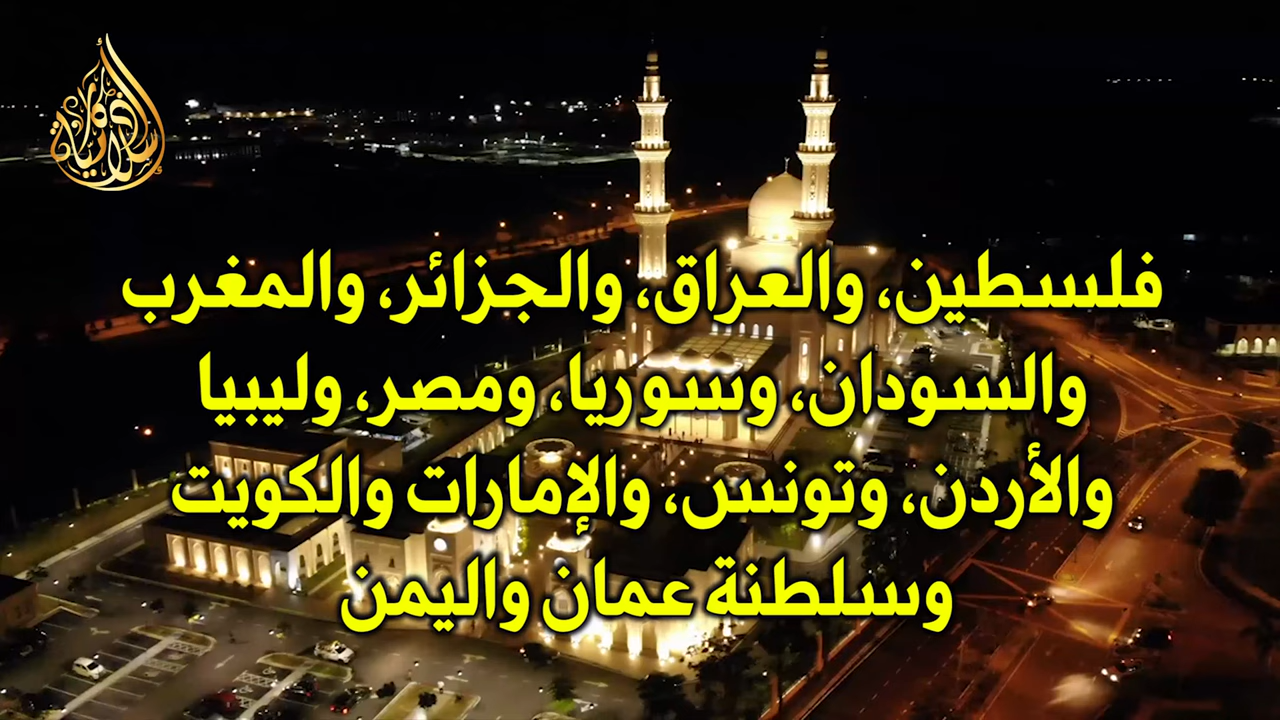 فلسطين، والعراق، والجزائر، والمغرب
والسودان، وسوريا، ومصر، وليبيا
والأردن، وتونس، والإمارات والكويت
وسلطنة عمان واليمن